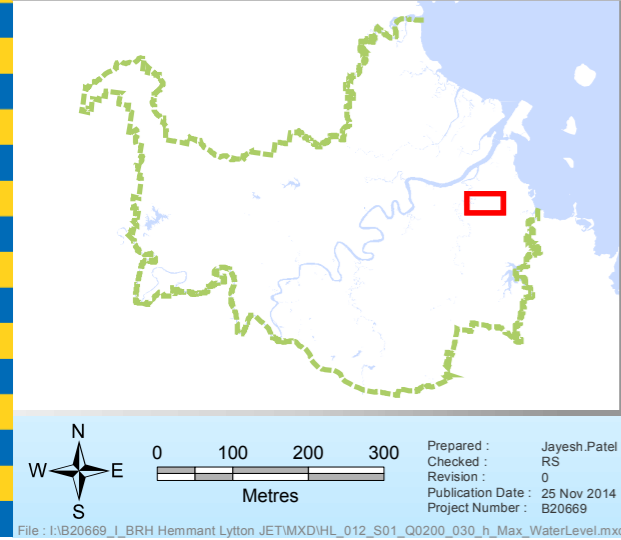 N
W E
S
0 100 200 300
Metres
Prepared : Jayesh.Patel
Checked : RS
Revision : 0
Publication Date : 25 Nov 2014
Project Number : B20669
File : I:\B20669_I_BRH Hemmant Lytton JET\MXD\HL_012_S01_Q0200_030_h_Max_WaterLevel.mxd